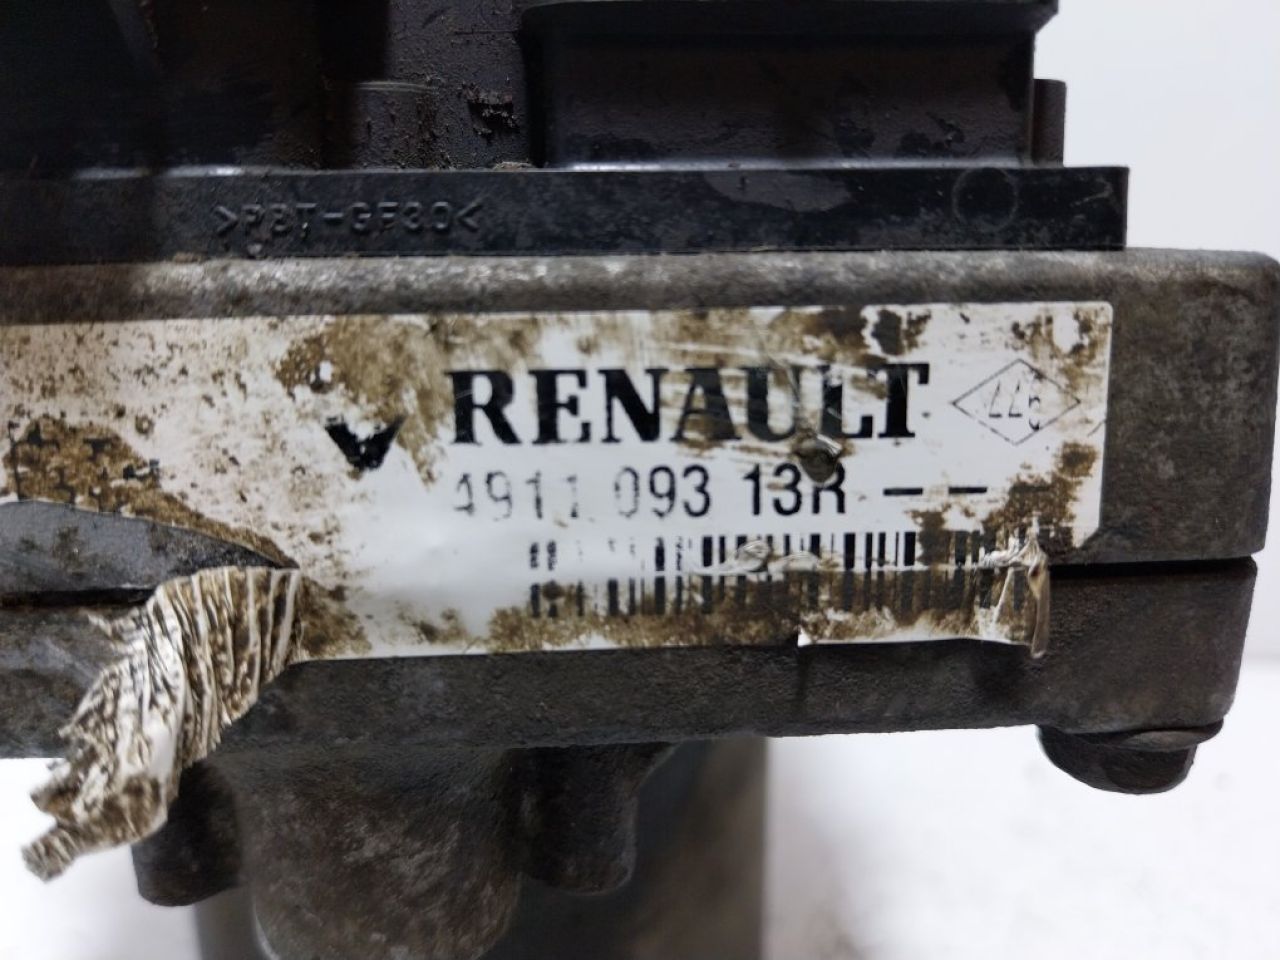 >PBT-GF30<
RENAULT
4911 093 13R - - -